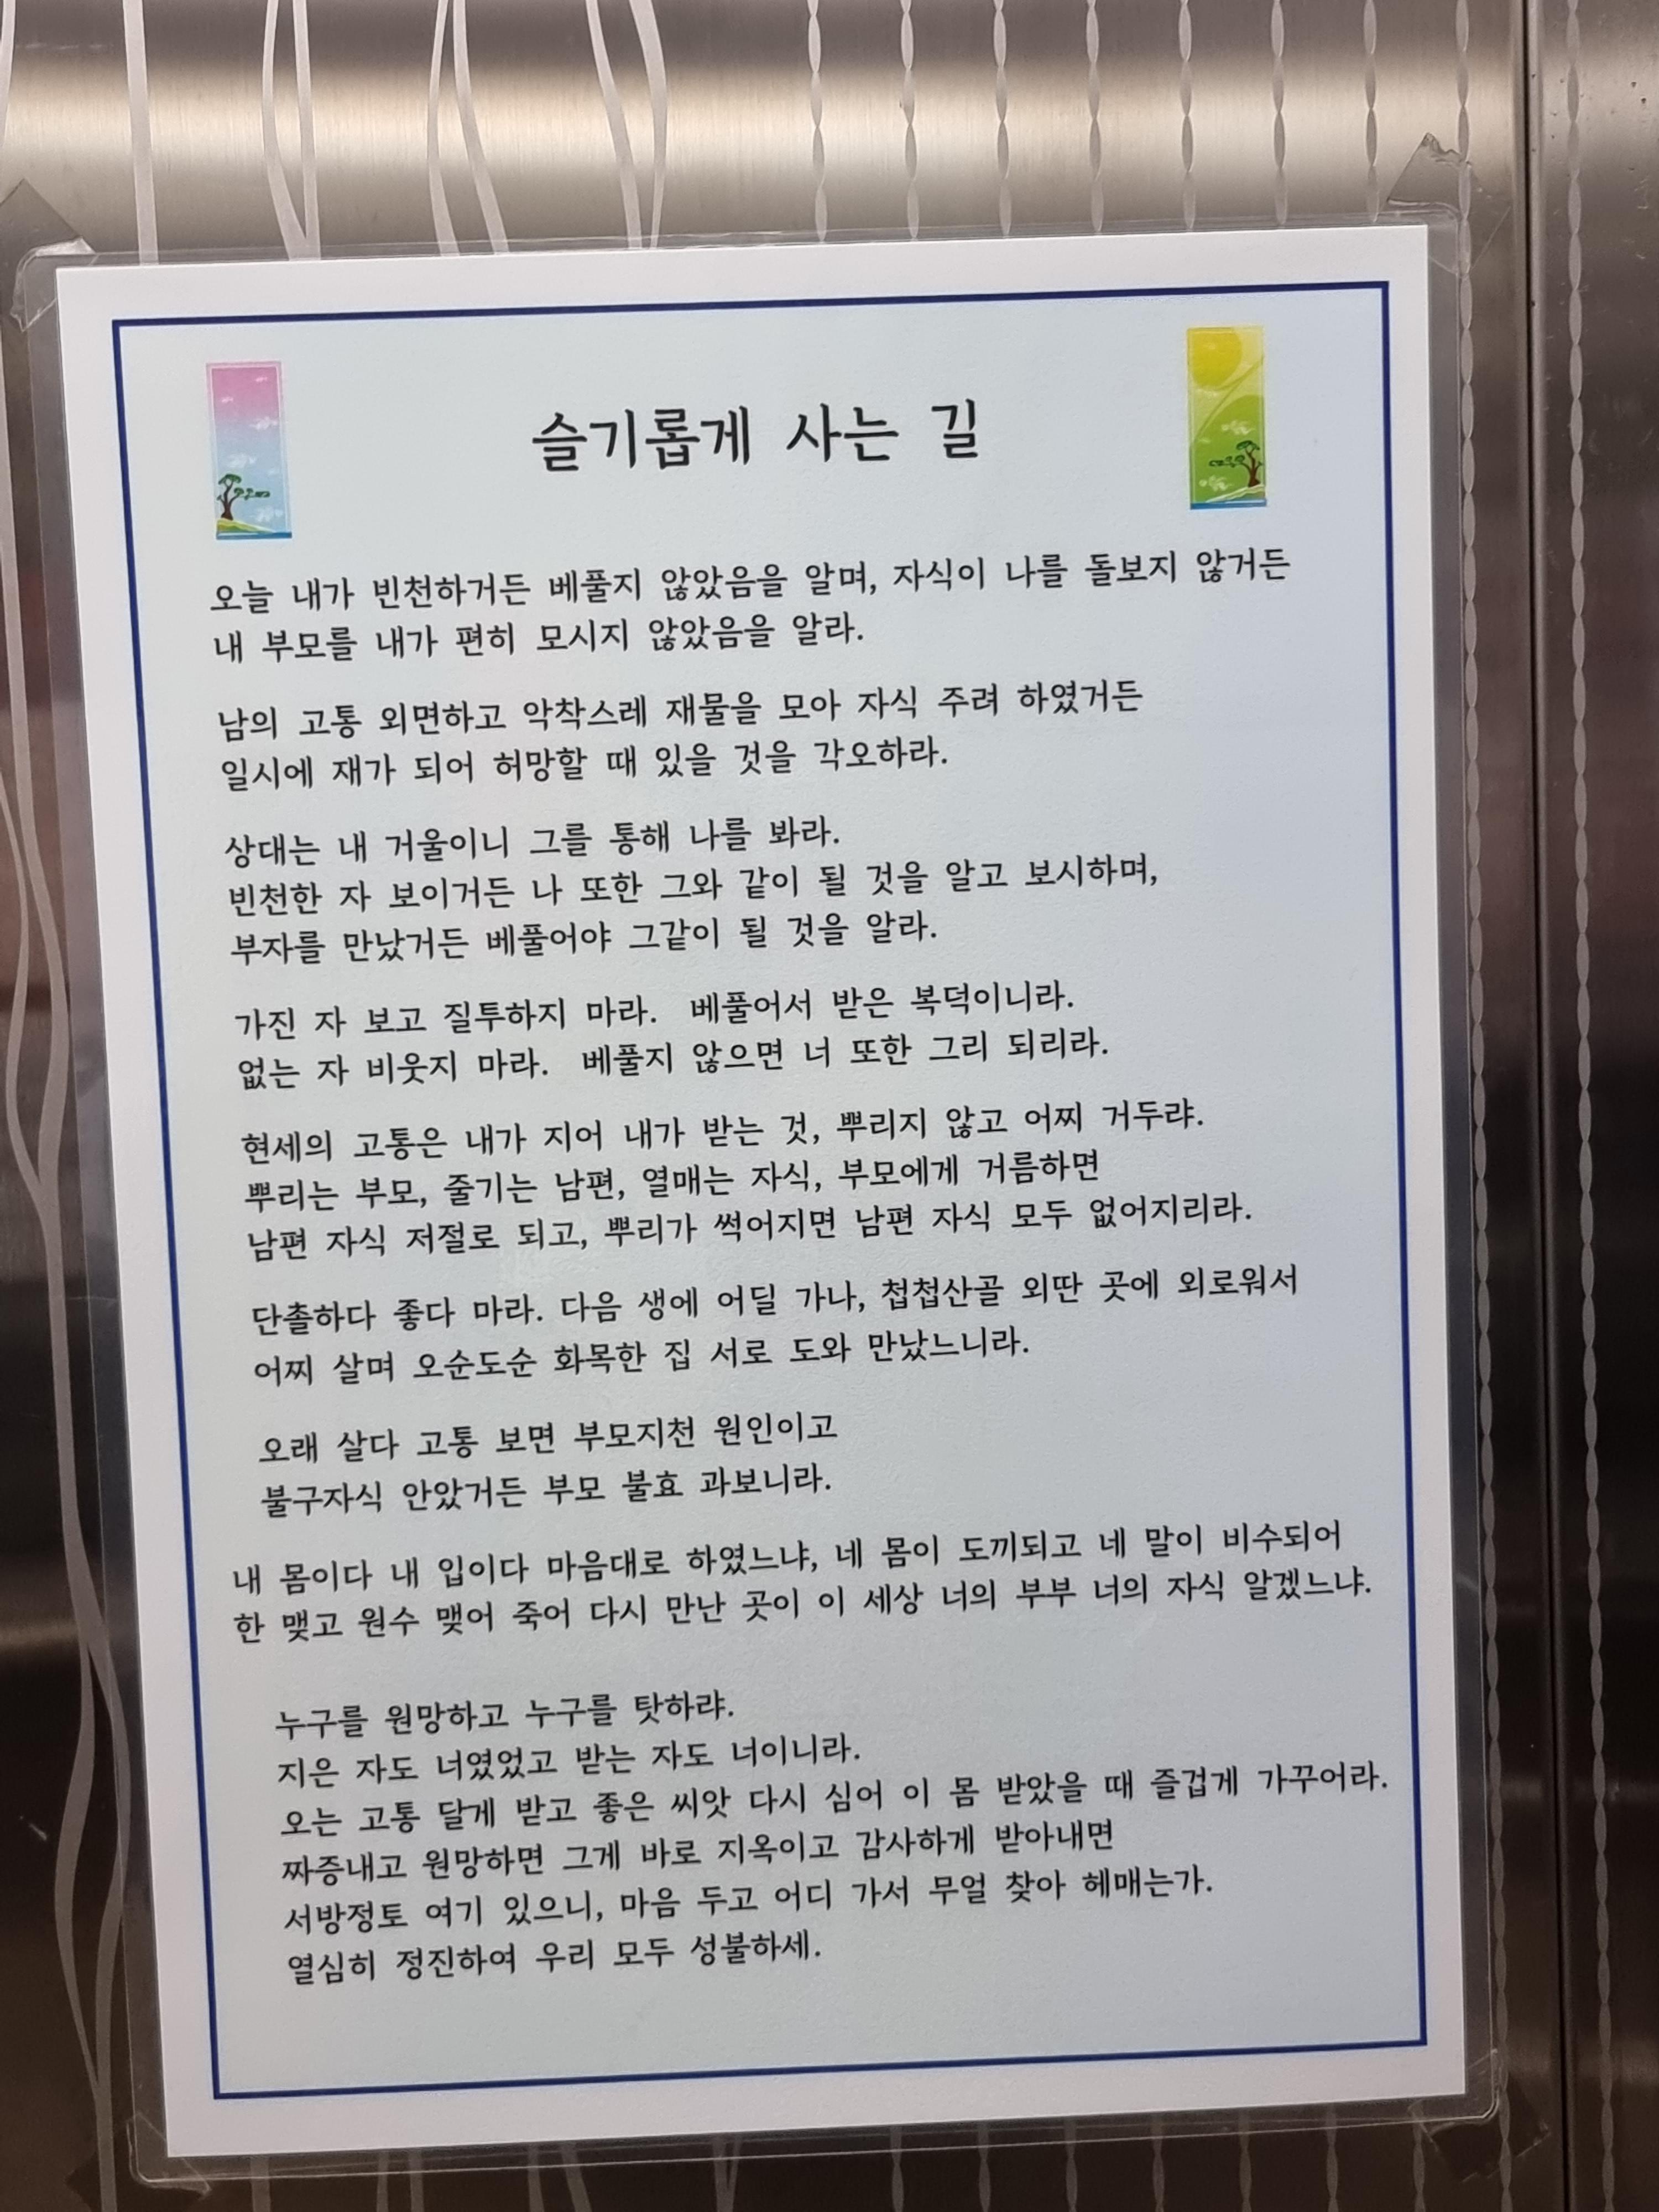 슬기롭게 사는 길
오늘 내가 빈천하거든 베풀지 않았음을 알며, 자식이 나를 돌보지 않거든
내 부모를 내가 편히 모시지 않았음을 알라.
남의 고통 외면하고 악착스레 재물을 모아 자식 주려 하였거든
일시에 재가 되어 허망할 때 있을 것을 각오하라.
상대는 내 거울이니 그를 통해 나를 봐라.
빈천한 자 보이거든 나 또한 그와 같이 될 것을 알고 보시하며,
부자를 만났거든 베풀어야 그같이 될 것을 알라.
가진 자 보고 질투하지 마라. 베풀어서 받은 복덕이니라.
없는 자 비웃지 마라. 베풀지 않으면 너 또한 그리 되리라.
현세의 고통은 내가 지어 내가 받는 것, 뿌리지 않고 어찌 거두랴.
뿌리는 부모, 줄기는 남편, 열매는 자식, 부모에게 거름하면
남편 자식 저절로 되고, 뿌리가 썩어지면 남편 자식 모두 없어지리라.
단촐하다 좋다 마라. 다음 생에 어딜 가나, 첩첩산골 외딴 곳에 외로워서
어찌 살며 오순도순 화목한 집 서로 도와 만났느니라.
오래 살다 고통 보면 부모지천 원인이고
불구자식 안았거든 부모 불효 과보니라.
내 몸이다 내 입이다 마음대로 하였느냐, 네 몸이 도끼되고 네 말이 비수되어
한 맺고 원수 맺어 죽어 다시 만난 곳이 이 세상 너의 부부 너의 자식 알겠느냐.
누구를 원망하고 누구를 탓하랴.
지은 자도 너였었고 받는 자도 너이니라.
오는 고통 달게 받고 좋은 씨앗 다시 심어 이 몸 받았을 때 즐겁게 가꾸어라.
짜증내고 원망하면 그게 바로 지옥이고 감사하게 받아내면
서방정토 여기 있으니, 마음 두고 어디 가서 무얼 찾아 헤매는가.
열심히 정진하여 우리 모두 성불하세.